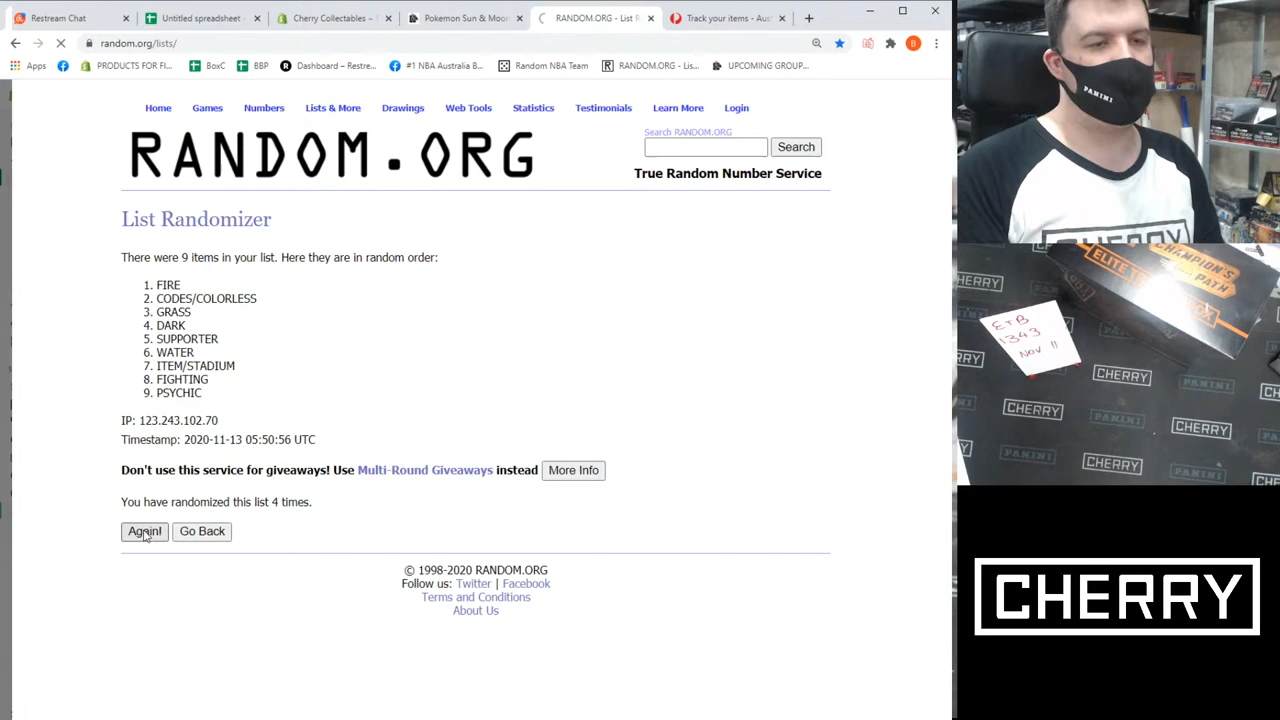 Restream Chat
Untitled spreadsheet
Cherry Collectables –
Pokemon Sun & Moon
RANDOM.ORG - List R
Track your items - Aus
random.org/lists/
B
Apps
PRODUCTS FOR FI...
BoxC
BBP
Dashboard – Restre...
#1 NBA Australia B...
Random NBA Team
RANDOM.ORG - Lis...
UPCOMING GROUP...
Home Games Numbers Lists & More Drawings Web Tools Statistics Testimonials Learn More Login
RANDOM.ORG
Search RANDOM.ORG
Search
True Random Number Service
List Randomizer
There were 9 items in your list. Here they are in random order:
1. FIRE
2. CODES/COLORLESS
3. GRASS
4. DARK
5. SUPPORTER
6. WATER
7. ITEM/STADIUM
8. FIGHTING
9. PSYCHIC
IP: 123.243.102.70
Timestamp: 2020-11-13 05:50:56 UTC
Don't use this service for giveaways! Use Multi-Round Giveaways instead More Info
You have randomized this list 4 times.
Again! Go Back
© 1998-2020 RANDOM.ORG
Follow us: Twitter | Facebook
Terms and Conditions
About Us
PANINI
CHERRY
CHAMPION'S
PATH
ETB
1343
NOV !!
CHERRY
PANINI
CHERRY
PANINI
CHERRY
CHERRY
PANINI
CHERRY